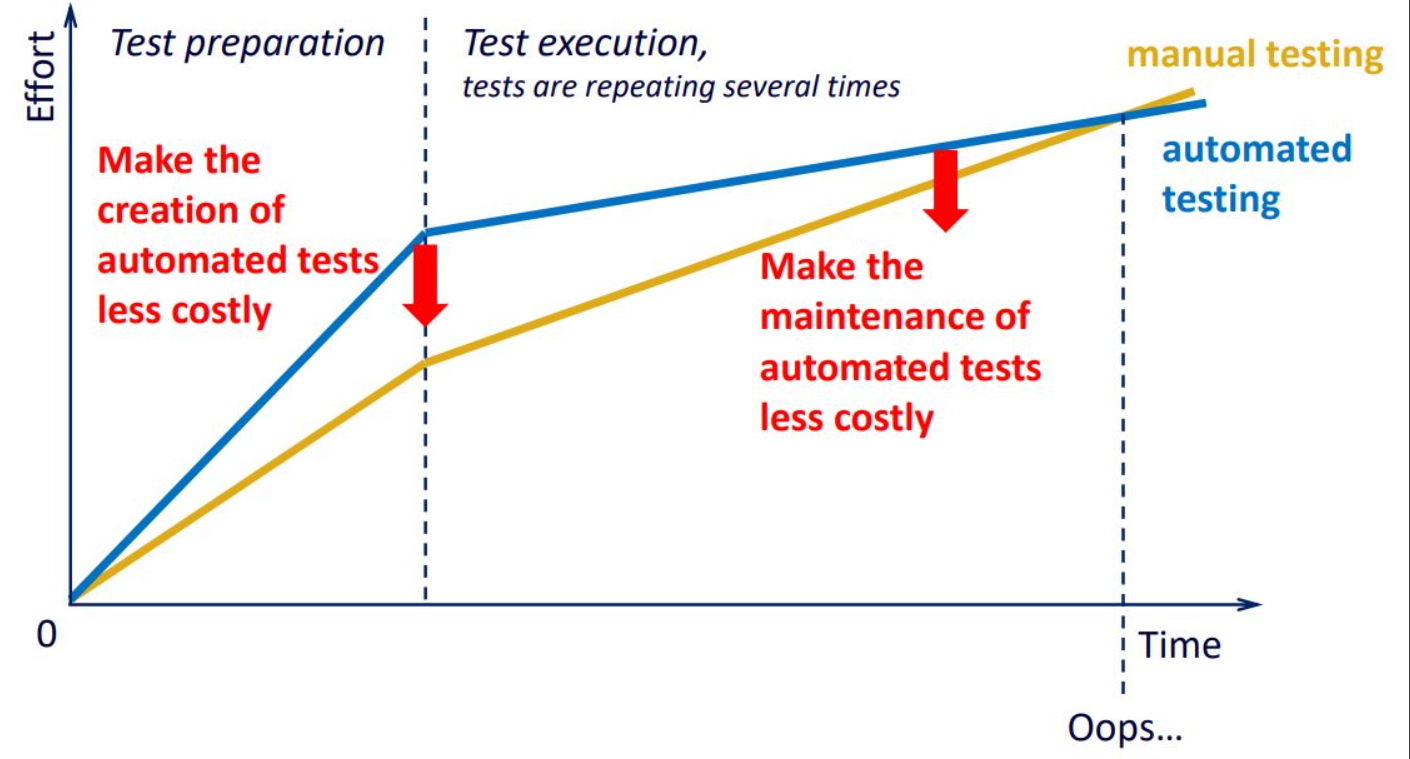 Effort
Test preparation
Test execution,
tests are repeating several times
manual testing
automated
testing
Make the
creation of
automated tests
less costly
Make the
maintenance of
automated tests
less costly
0
Time
Oops...